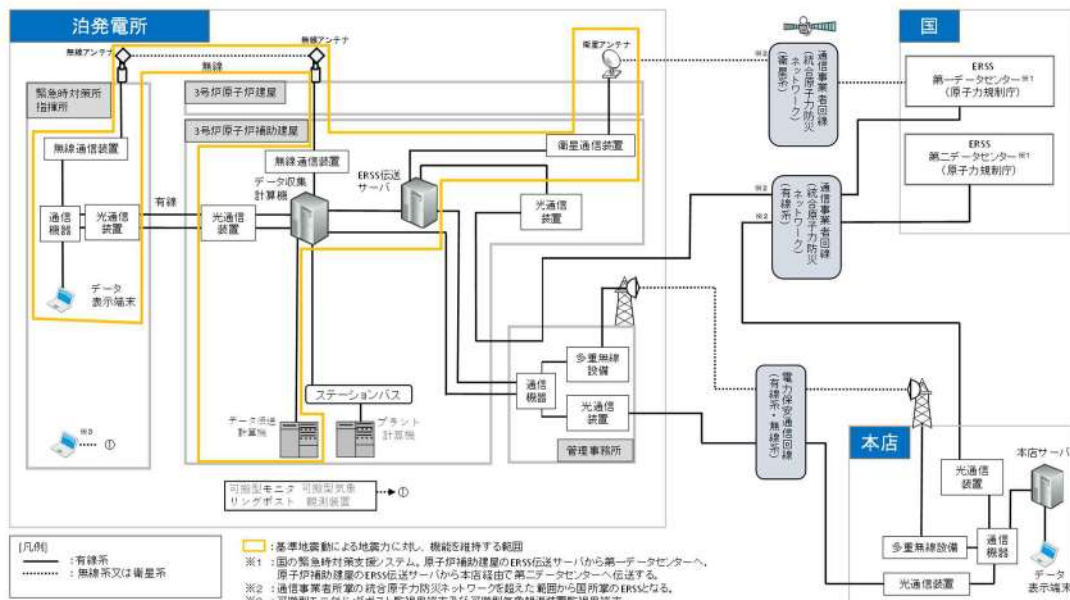 泊発電所
無線アンテナ
無線アンテナ
無線
衛星アンテナ
緊急時対策所
指揮所
3号炉原子炉建屋
3号炉原子炉補助建屋
無線通信装置
無線通信装置
データ収集
計算機
ERSS伝送
サーバ
衛星通信装置
有線
通信
機器
光通信
装置
光通信
装置
光通信
装置
データ
表示端末
ステーションバス
データ伝送
計算機
プラント
計算機
※3
①
可搬型モニタ
リングポスト
可搬型気象
観測装置
①
多重無線
設備
通信
機器
光通信
装置
管理事務所
※2
通信事業者回線
(統合原子力防災
ネットワーク)
(衛星系)
※2
※2
通信事業者回線
(統合原子力防災
ネットワーク)
(有線系)
電力保安通信回線
(有線系・無線系)
国
ERSS
第一データセンター※1
(原子力規制庁)
ERSS
第二データセンター※1
(原子力規制庁)
本店
本店サーバ
光通信
装置
多重無線設備
通信
機器
光通信装置
データ
表示端末
[凡例]
:有線系
:無線系又は衛星系
:基準地震動による地震力に対し、機能を維持する範囲
※1:国の緊急時対策支援システム。原子炉補助建屋のERSS伝送サーバから第一データセンターへ、
原子炉補助建屋のERSS伝送サーバから本店経由で第二データセンターへ伝送する。
※2:通信事業者所掌の統合原子力防災ネットワークを超えた範囲から国所掌のERSSとなる。